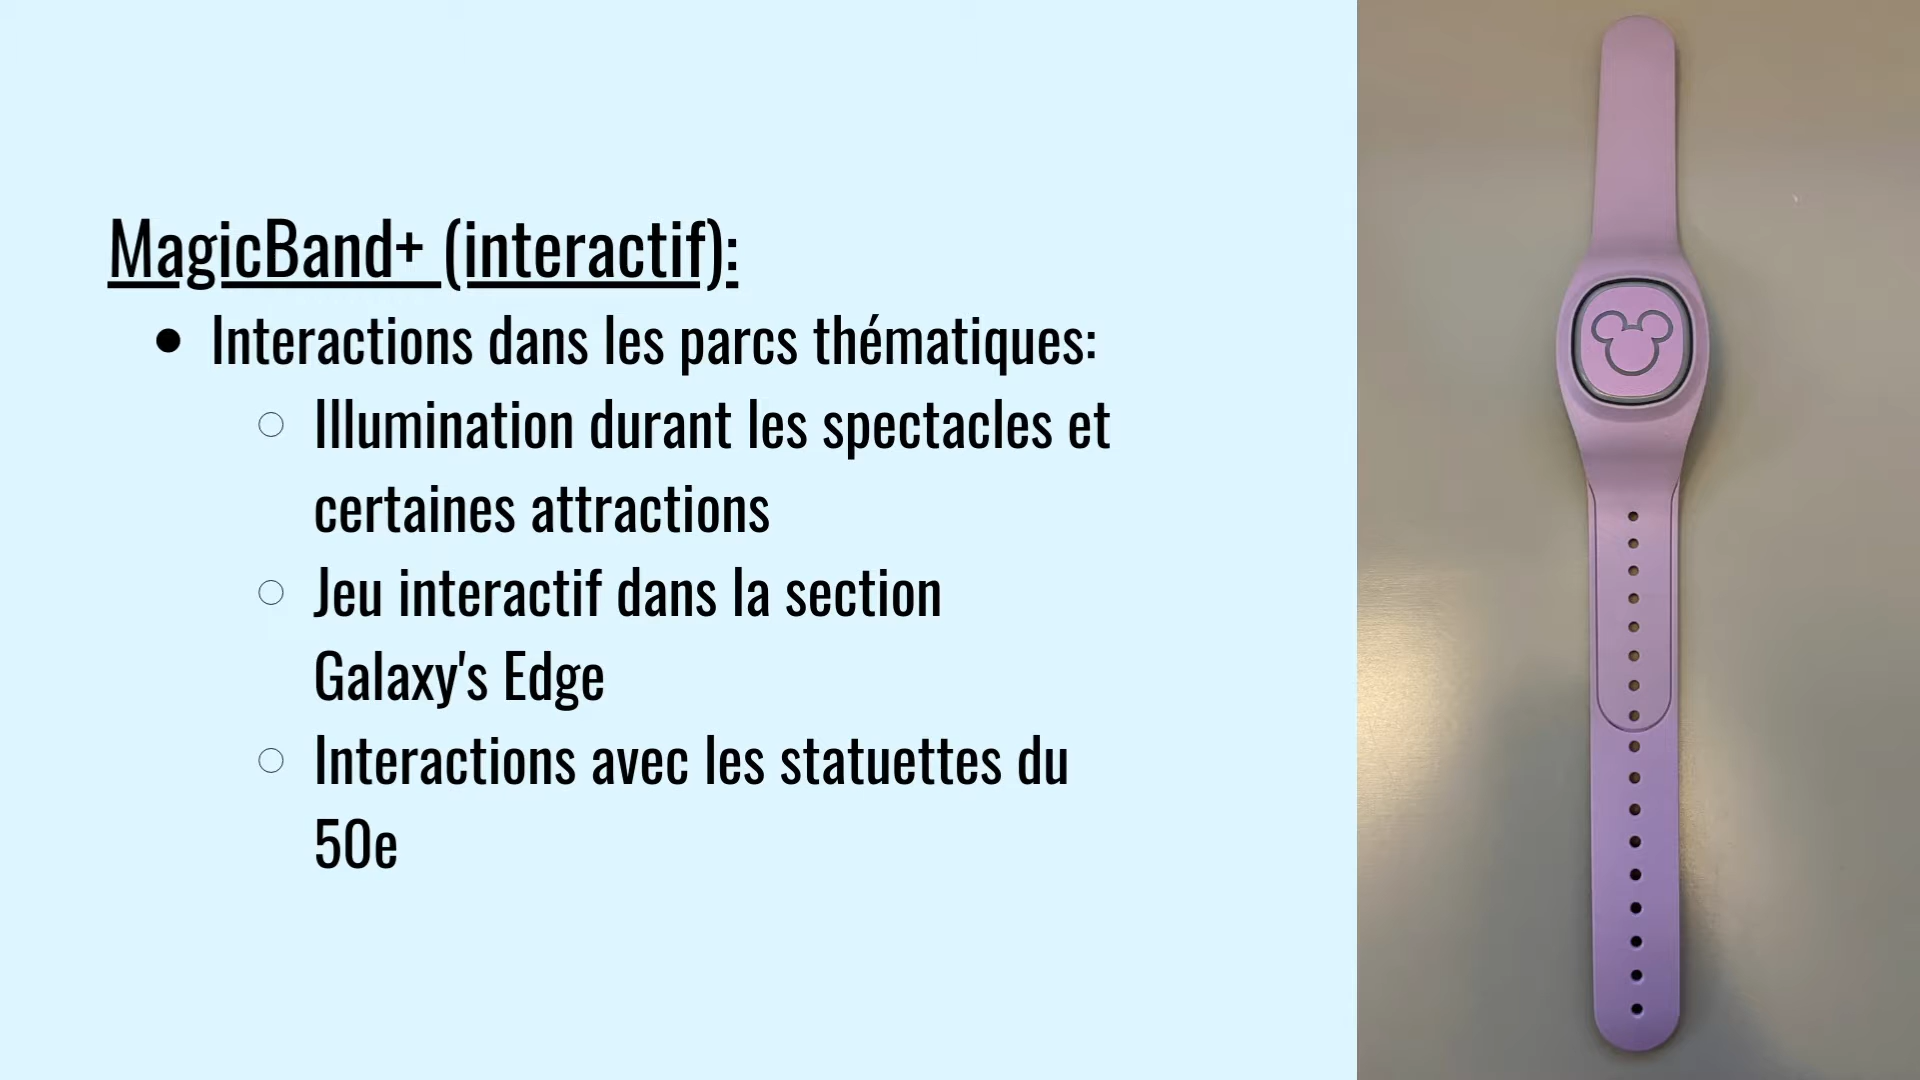 MagicBand+ (interactif):
Interactions dans les parcs thématiques:
Illumination durant les spectacles et
certaines attractions
Jeu interactif dans la section
Galaxy's Edge
Interactions avec les statuettes du
50e